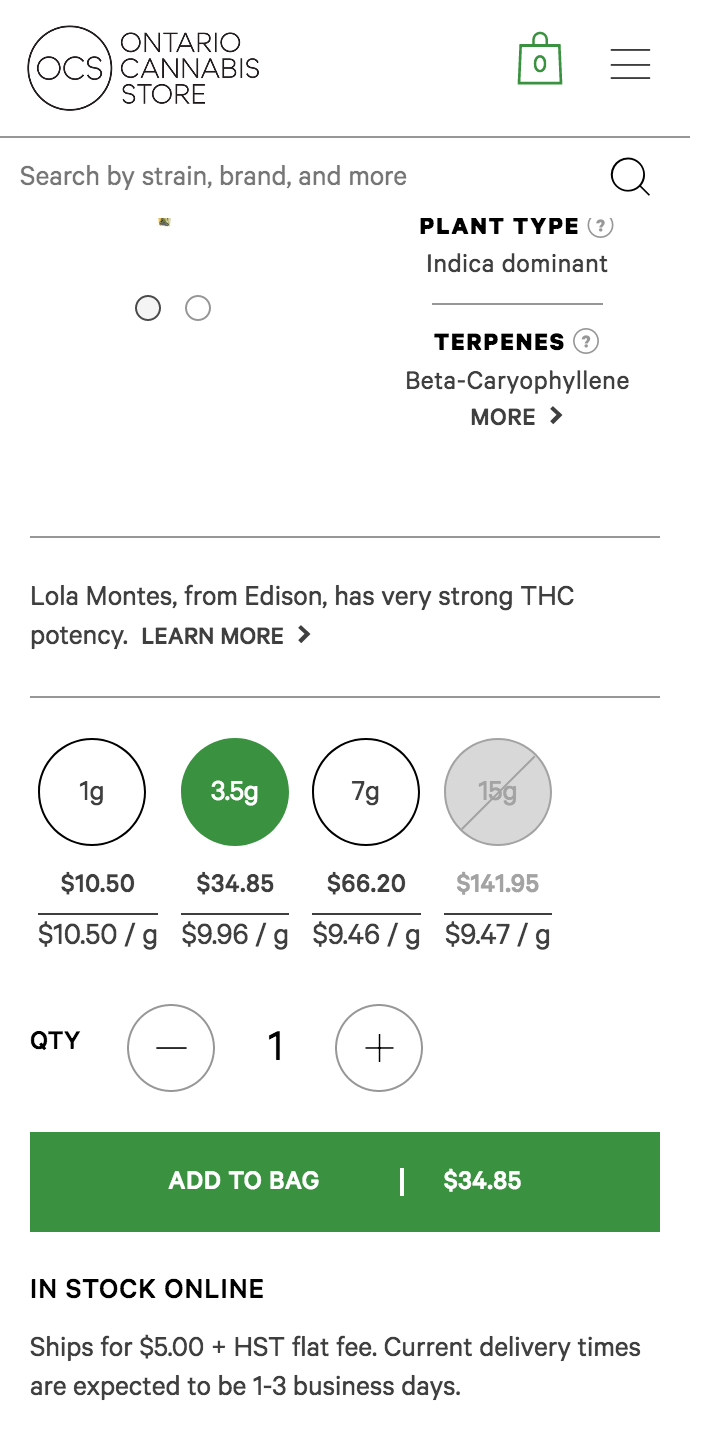 OCS ONTARIO
CANNABIS
STORE
0
Search by strain, brand, and more
PLANT TYPE ?
Indica dominant
TERPENES ?
Beta-Caryophyllene
MORE >
Lola Montes, from Edison, has very strong THC
potency. LEARN MORE >
1g 3.5g 7g 15g
$10.50 $34.85 $66.20 $141.95
$10.50 / g $9.96 / g $9.46 / g $9.47 / g
QTY — 1 +
ADD TO BAG | $34.85
IN STOCK ONLINE
Ships for $5.00 + HST flat fee. Current delivery times
are expected to be 1-3 business days.